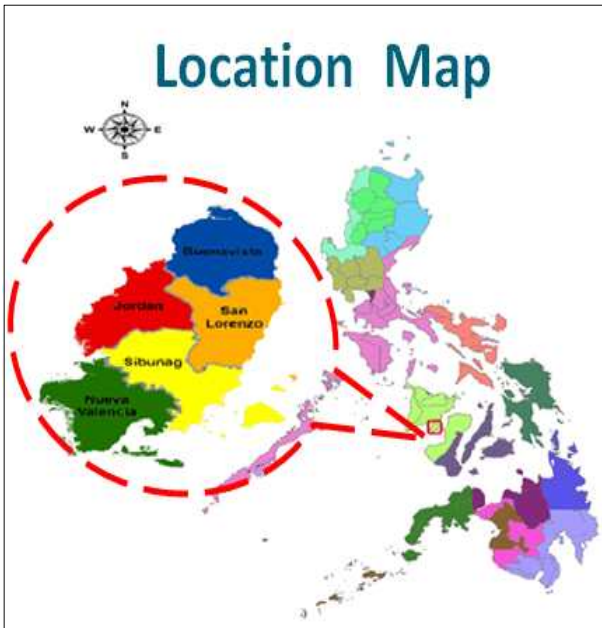 Location Map
N
W E
S
Buenavista
Jordan
San
Lorenzo
Sibunag
Nueva
Valencia